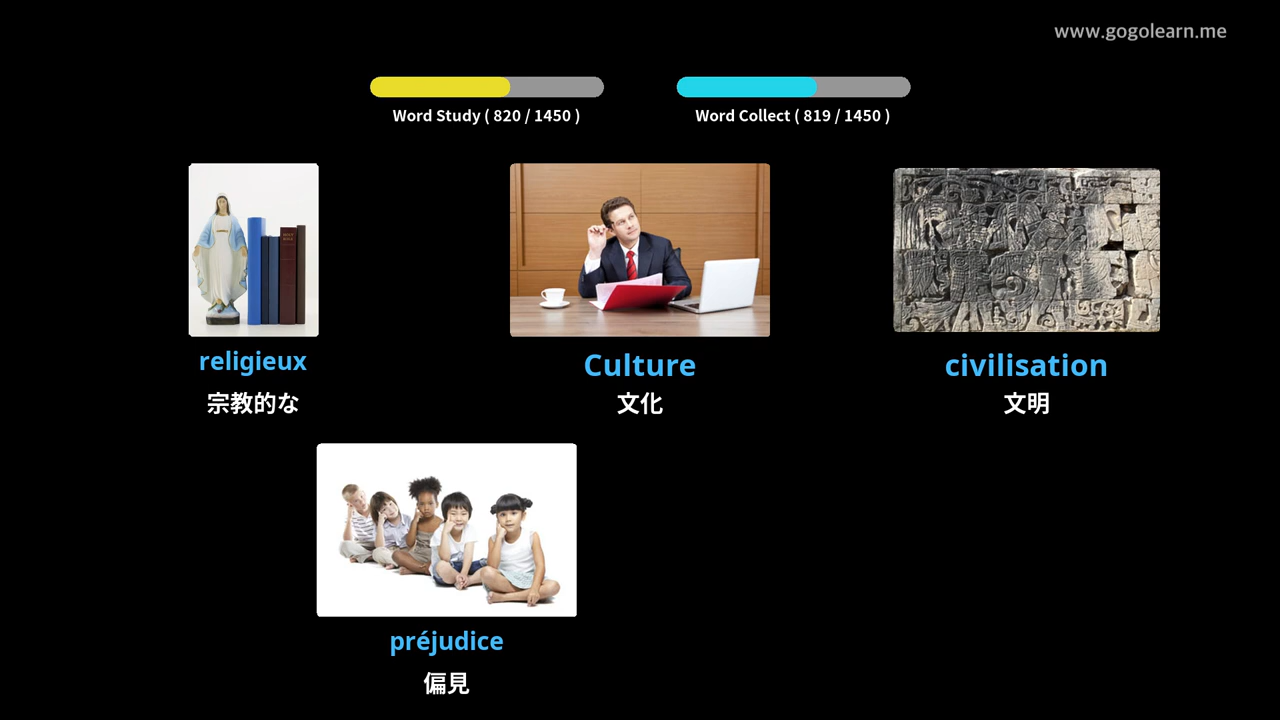 www.gogolearn.me
Word Study ( 820 / 1450 )
Word Collect ( 819 / 1450 )
religieux
宗教的な
Culture
文化
civilisation
文明
préjudice
偏見